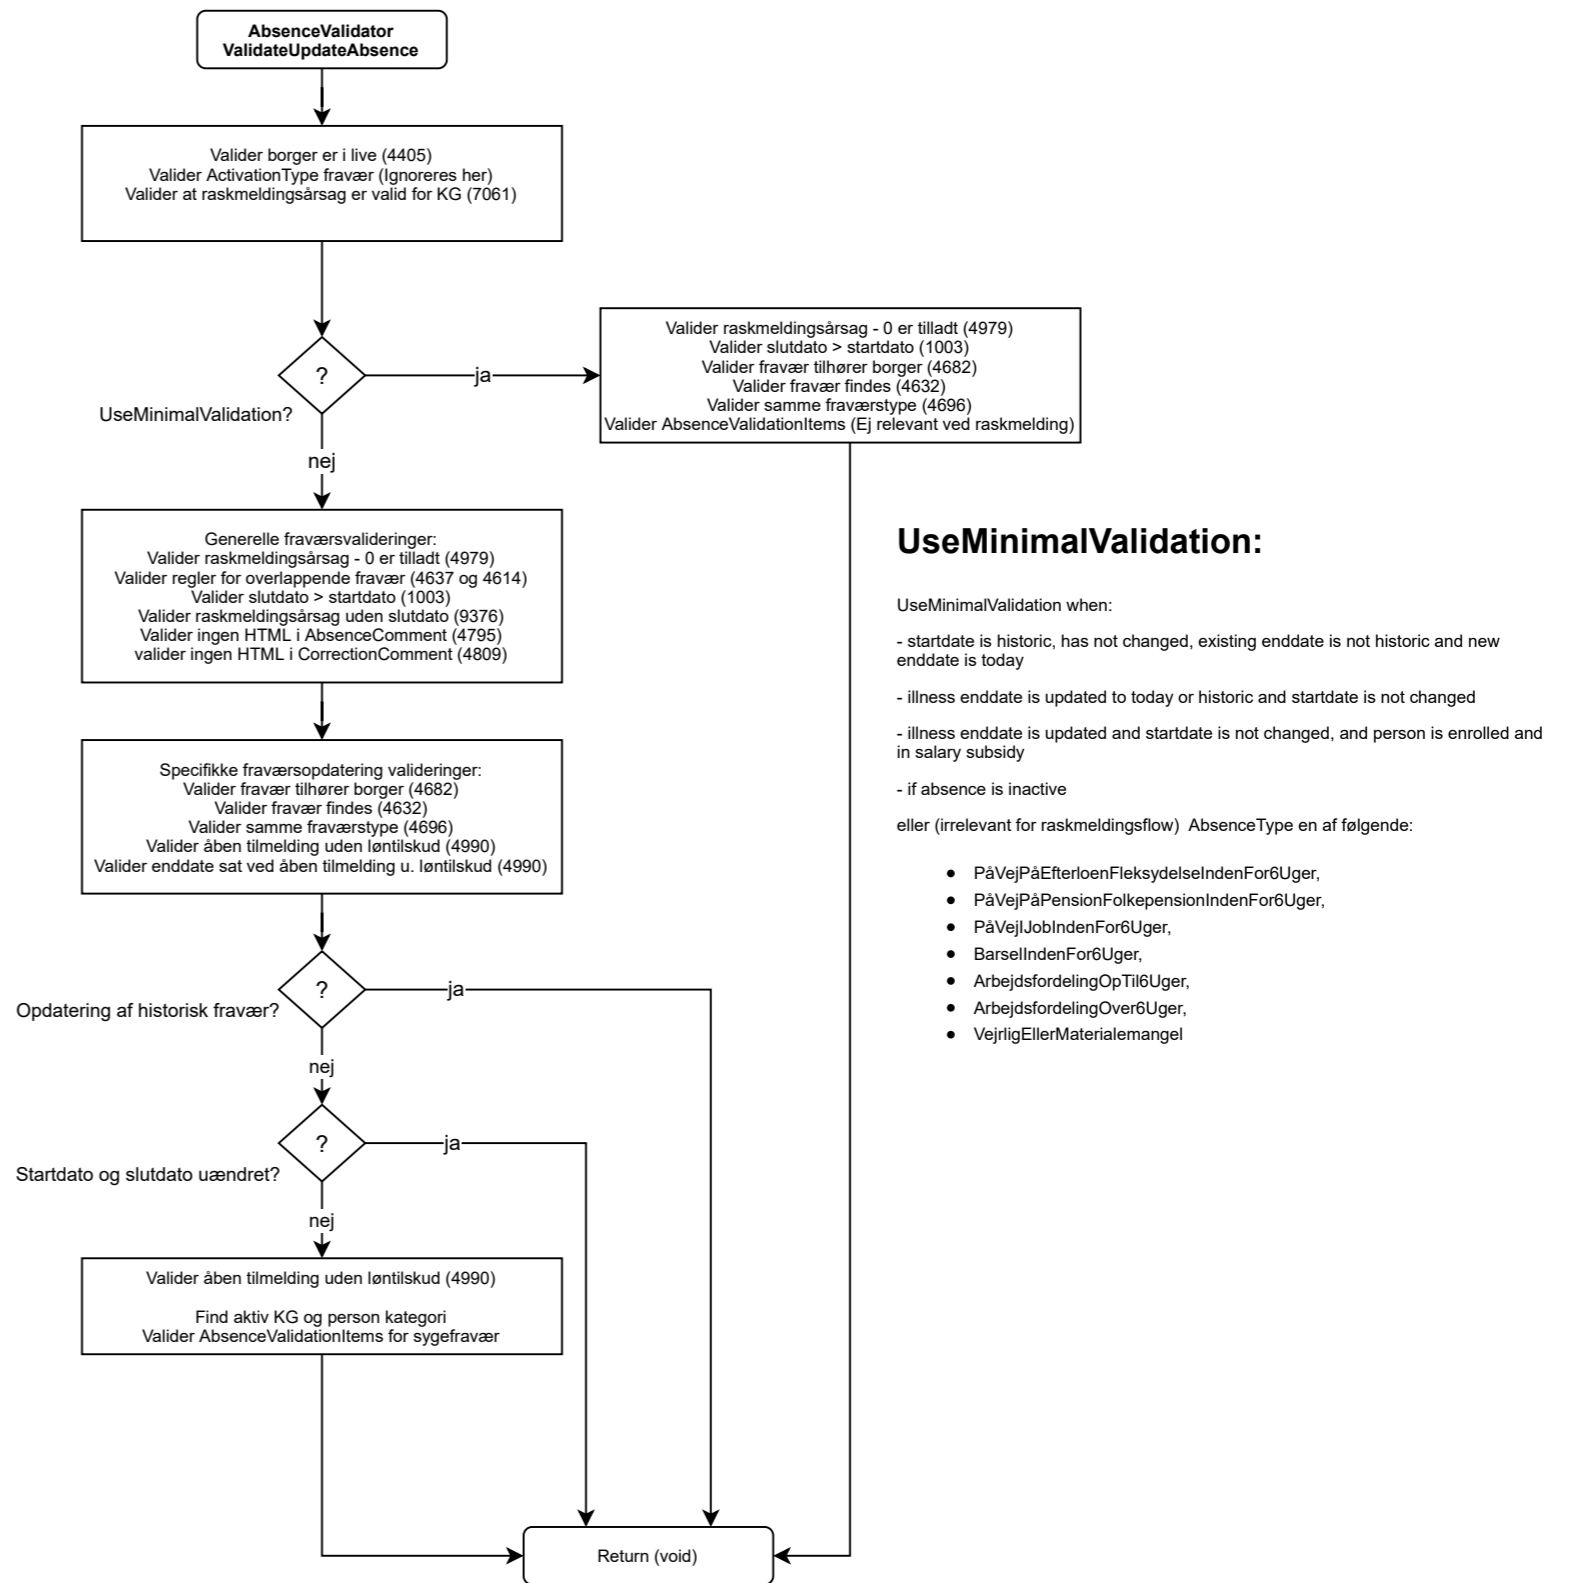 AbsenceValidator
ValidateUpdateAbsence
Valider borger er i live (4405)
Valider ActivationType fravær (Ignoreres her)
Valider at raskmeldingsårsag er valid for KG (7061)
?
ja
UseMinimalValidation?
nej
Valider raskmeldingsårsag - 0 er tilladt (4979)
Valider slutdato > startdato (1003)
Valider fravær tilhører borger (4682)
Valider fravær findes (4632)
Valider samme fraværstype (4696)
Valider AbsenceValidationItems (Ej relevant ved raskmelding)
Generelle fraværsvalideringer:
Valider raskmeldingsårsag - 0 er tilladt (4979)
Valider regler for overlappende fravær (4637 og 4614)
Valider slutdato > startdato (1003)
Valider raskmeldingsårsag uden slutdato (9376)
Valider ingen HTML i AbsenceComment (4795)
valider ingen HTML i CorrectionComment (4809)
Specifikke fraværsopdatering valideringer:
Valider fravær tilhører borger (4682)
Valider fravær findes (4632)
Valider samme fraværstype (4696)
Valider åben tilmelding uden løntilskud (4990)
Valider enddate sat ved åben tilmelding u. løntilskud (4990)
?
ja
Opdatering af historisk fravær?
nej
?
ja
Startdato og slutdato uændret?
nej
Valider åben tilmelding uden løntilskud (4990)
Find aktiv KG og person kategori
Valider AbsenceValidationItems for sygefravær
Return (void)
UseMinimalValidation:
UseMinimalValidation when:
- startdate is historic, has not changed, existing enddate is not historic and new
enddate is today
- illness enddate is updated to today or historic and startdate is not changed
- illness enddate is updated and startdate is not changed, and person is enrolled and
in salary subsidy
- if absence is inactive
eller (irrelevant for raskmeldingsflow) AbsenceType en af følgende:
● PåVejPåEfterloenFleksydelseIndenFor6Uger,
● PåVejPåPensionFolkepensionIndenFor6Uger,
● PåVejIJobIndenFor6Uger,
● BarselIndenFor6Uger,
● ArbejdsfordelingOpTil6Uger,
● ArbejdsfordelingOver6Uger,
● VejrligEllerMaterialemangel